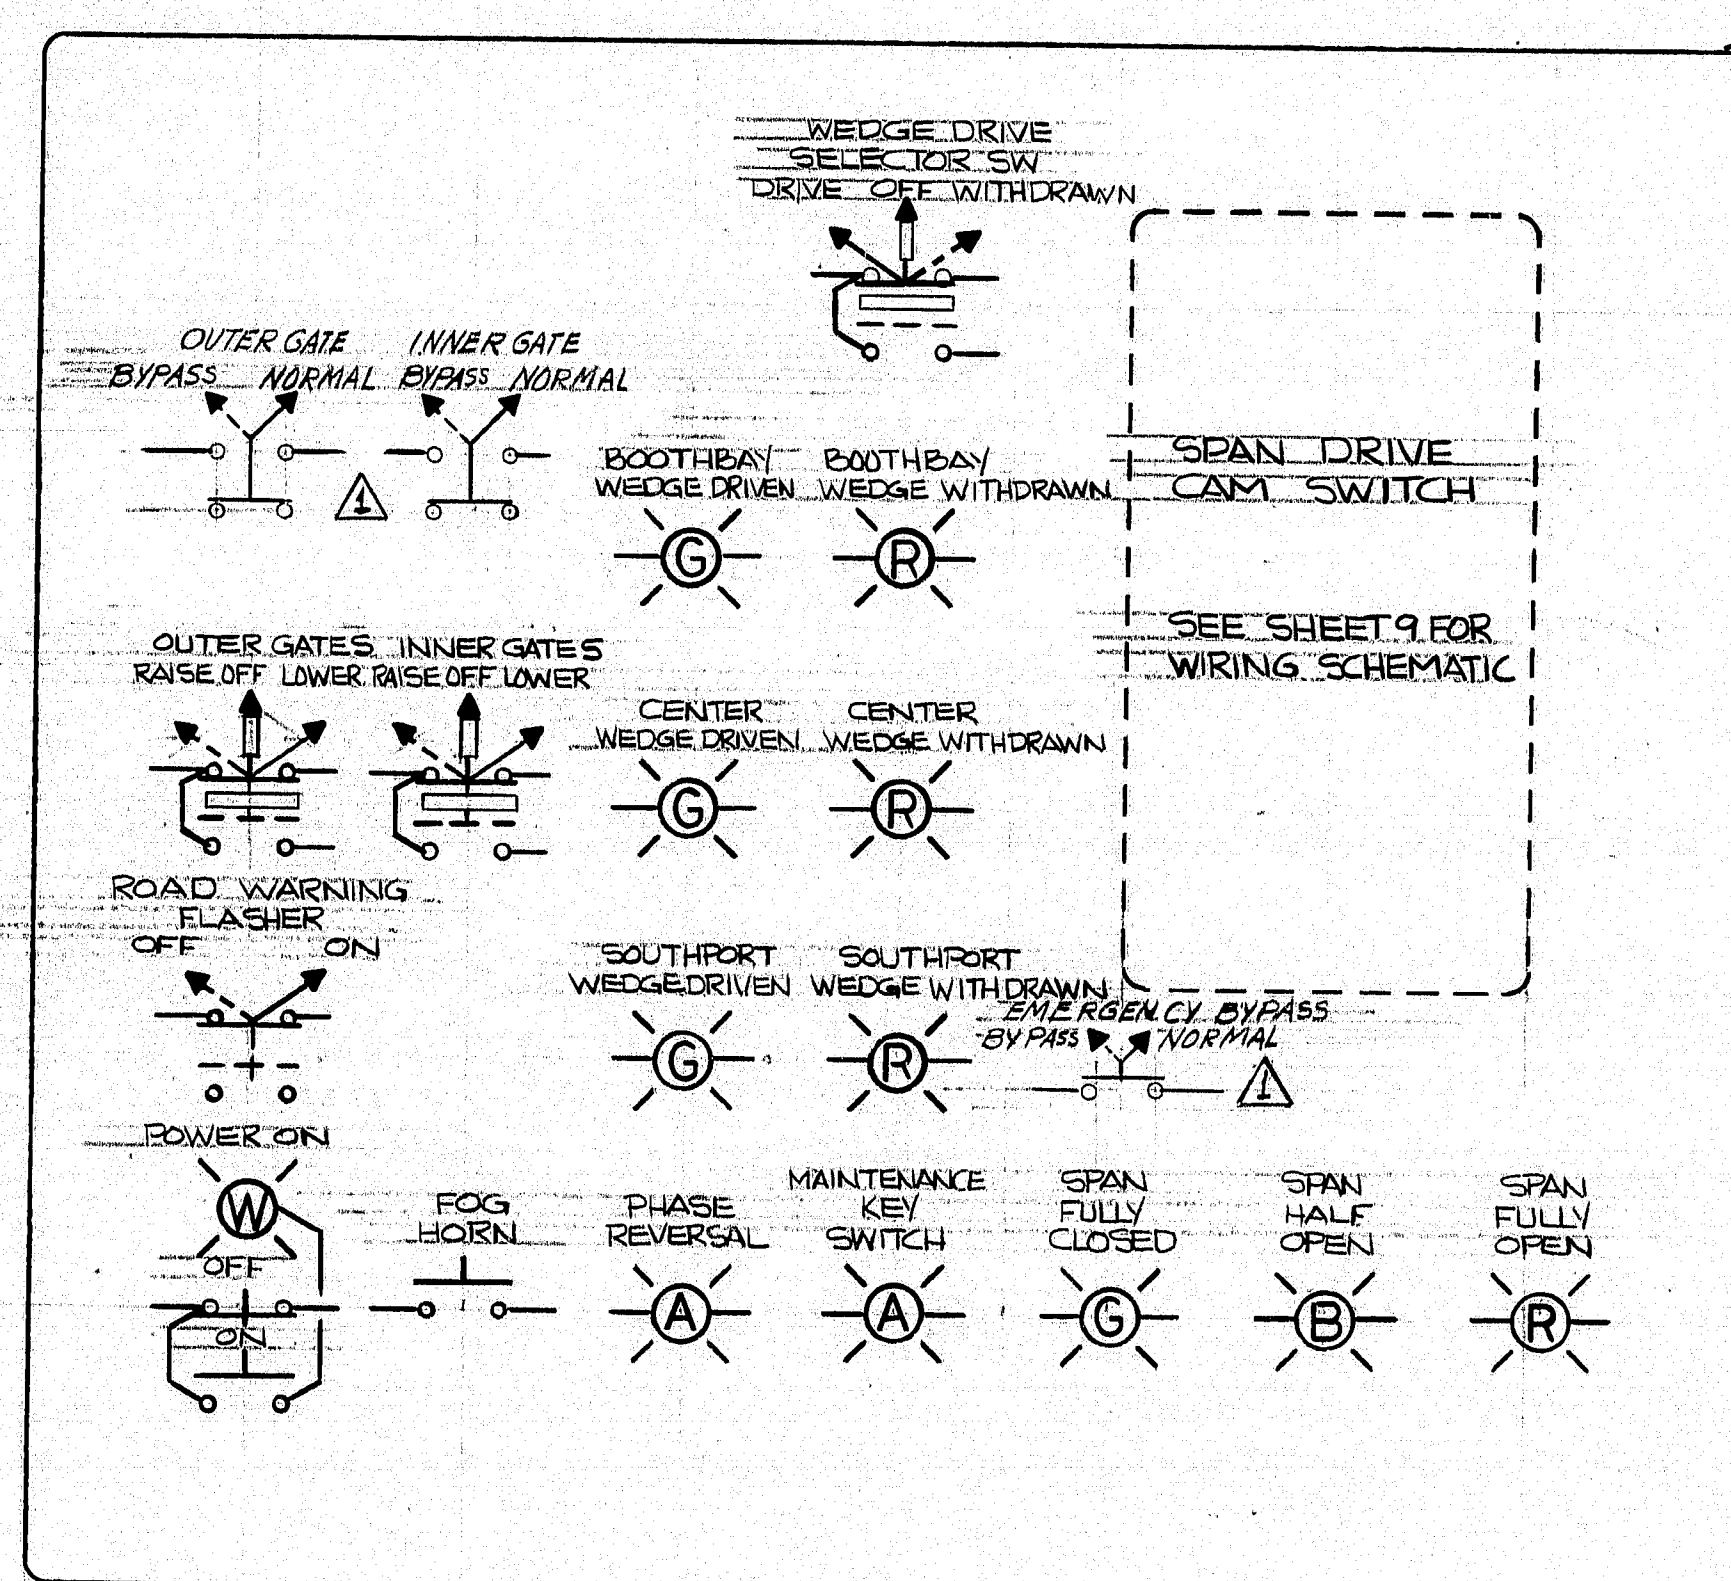 WEDGE DRIVE
SELECTOR SW
DRIVE OFF WITHDRAWN
OUTER GATE
BYPASS NORMAL
INNER GATE
BYPASS NORMAL
1
BOOTHBAY
WEDGE DRIVEN
G
BOOTHBAY
WEDGE WITHDRAWN
R
SPAN DRIVE
CAM SWITCH
SEE SHEET 9 FOR
WIRING SCHEMATIC
OUTER GATES
RAISE OFF LOWER
INNER GATES
RAISE OFF LOWER
CENTER
WEDGE DRIVEN
G
CENTER
WEDGE WITHDRAWN
R
ROAD WARNING
FLASHER
OFF ON
SOUTHPORT
WEDGE DRIVEN
G
SOUTHPORT
WEDGE WITHDRAWN
R
EMERGENCY BYPASS
BYPASS NORMAL
1
POWER ON
W
OFF
ON
FOG
HORN
PHASE
REVERSAL
A
MAINTENANCE
KEY
SWITCH
A
SPAN
FULLY
CLOSED
G
SPAN
HALF
OPEN
B
SPAN
FULLY
OPEN
R